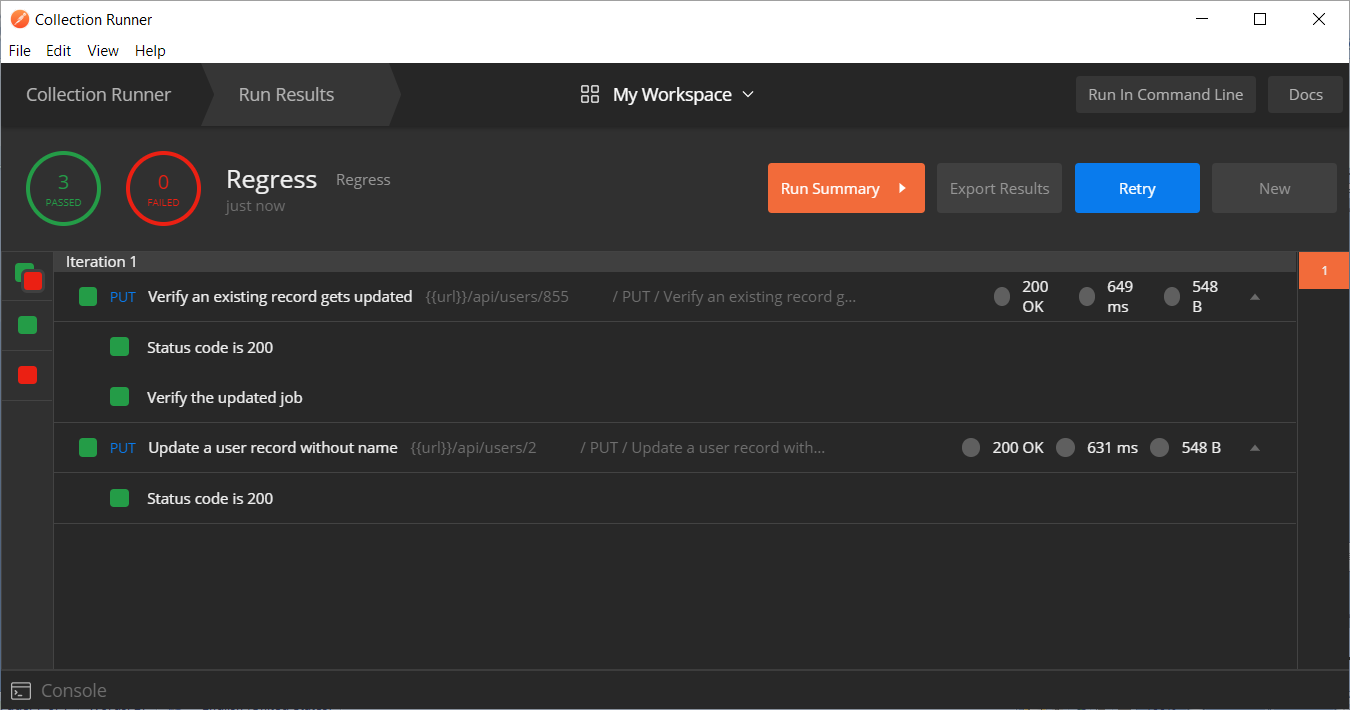 Collection Runner
File Edit View Help
Collection Runner Run Results My Workspace Run In Command Line Docs
3 PASSED
0 FAILED
Regress Regress
just now
Run Summary Export Results Retry New
Iteration 1
1
PUT Verify an existing record gets updated {{url}}/api/users/855 / PUT / Verify an existing record g... 200 OK 649 ms 548 B
Status code is 200
Verify the updated job
PUT Update a user record without name {{url}}/api/users/2 / PUT / Update a user record with... 200 OK 631 ms 548 B
Status code is 200
Console